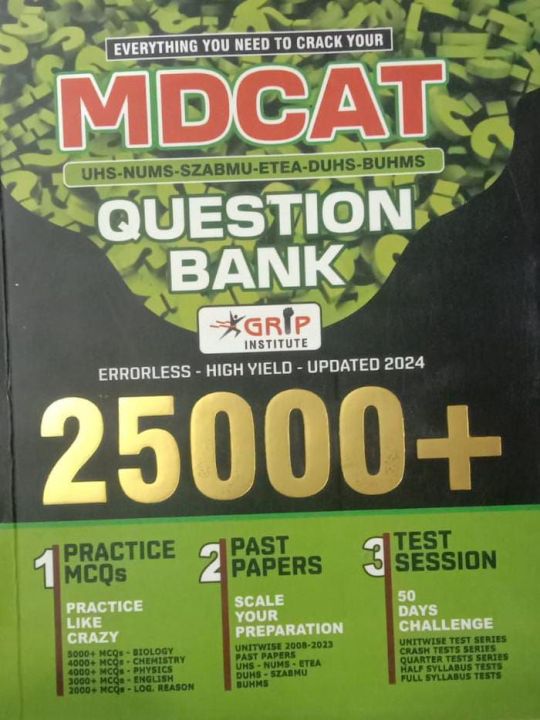 EVERYTHING YOU NEED TO CRACK YOUR
MDCAT
UHS-NUMS-SZABMU-ETEA-DUHS-BUHMS
QUESTION
BANK
GRIP
INSTITUTE
ERRORLESS - HIGH YIELD - UPDATED 2024
25000+
1 PRACTICE
MCQs
PRACTICE
LIKE
CRAZY
5000+ MCQs - BIOLOGY
4000+ MCQs - CHEMISTRY
4000+ MCQs - PHYSICS
3000+ MCQs - ENGLISH
2000+ MCQs - LOG. REASON
2 PAST
PAPERS
SCALE
YOUR
PREPARATION
UNITWISE 2008-2023
PAST PAPERS
UHS - NUMS - ETEA
DUHS - SZABMU
BUHMS
3 TEST
SESSION
50
DAYS
CHALLENGE
UNITWISE TEST SERIES
CRASH TESTS SERIES
QUARTER TESTS SERIES
HALF SYLLABUS TESTS
FULL SYLLABUS TESTS